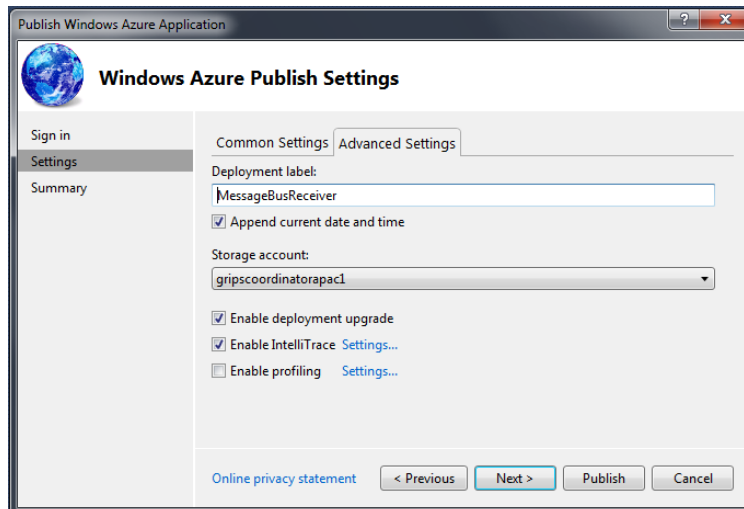 Publish Windows Azure Application
Windows Azure Publish Settings
Sign in
Settings
Summary
Common Settings Advanced Settings
Deployment label:
MessageBusReceiver
Append current date and time
Storage account:
gripscoordinatorapac1
Enable deployment upgrade
Enable IntelliTrace Settings...
Enable profiling Settings...
Online privacy statement < Previous Next > Publish Cancel